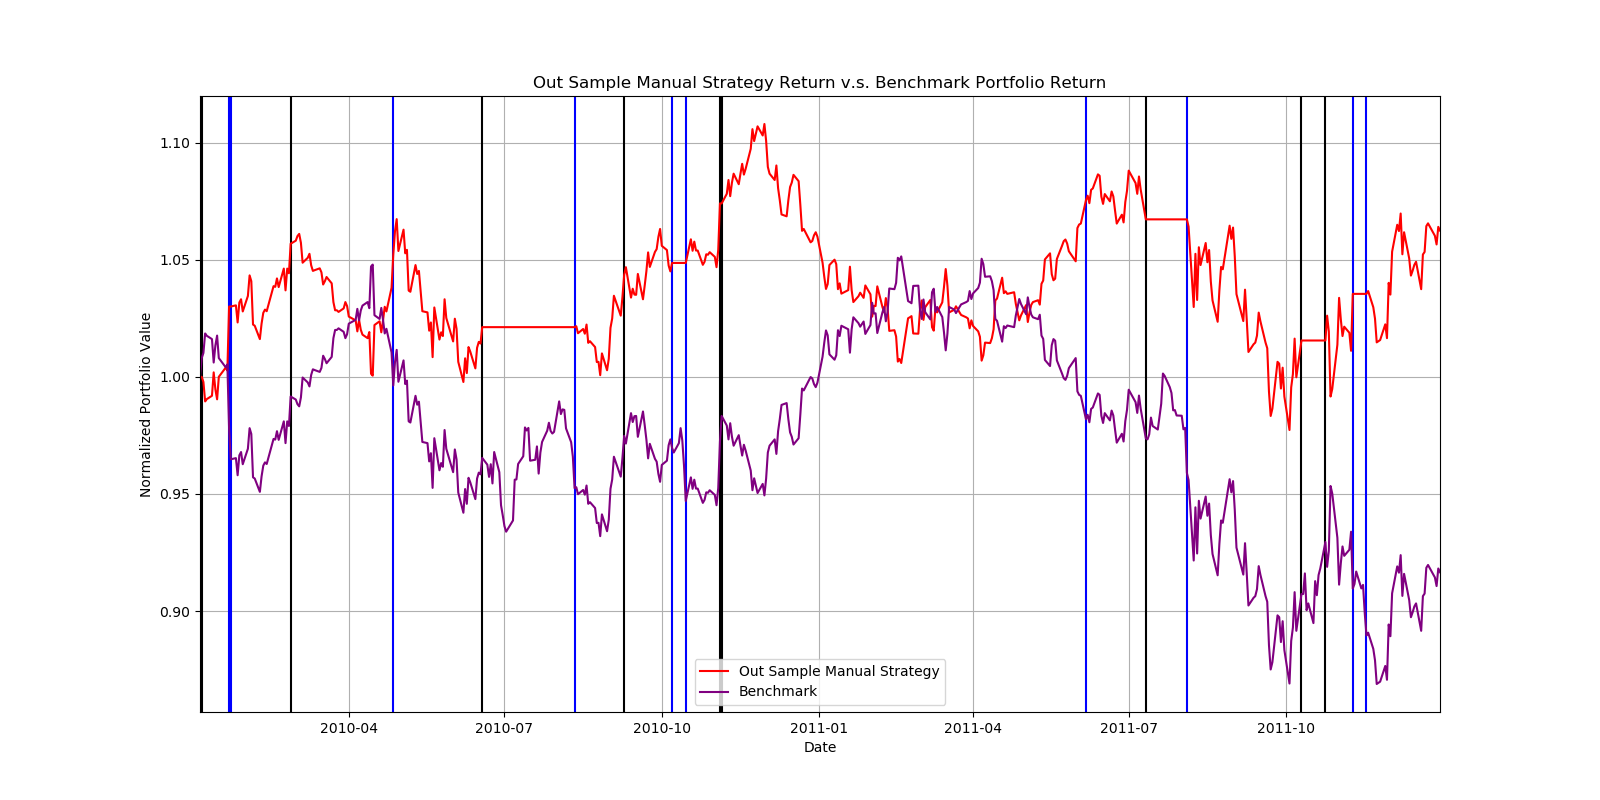 Out Sample Manual Strategy Return v.s. Benchmark Portfolio Return
Normalized Portfolio Value
1.10
1.05
1.00
0.95
0.90
Out Sample Manual Strategy
Benchmark
2010-04
2010-07
2010-10
2011-01
2011-04
2011-07
2011-10
Date